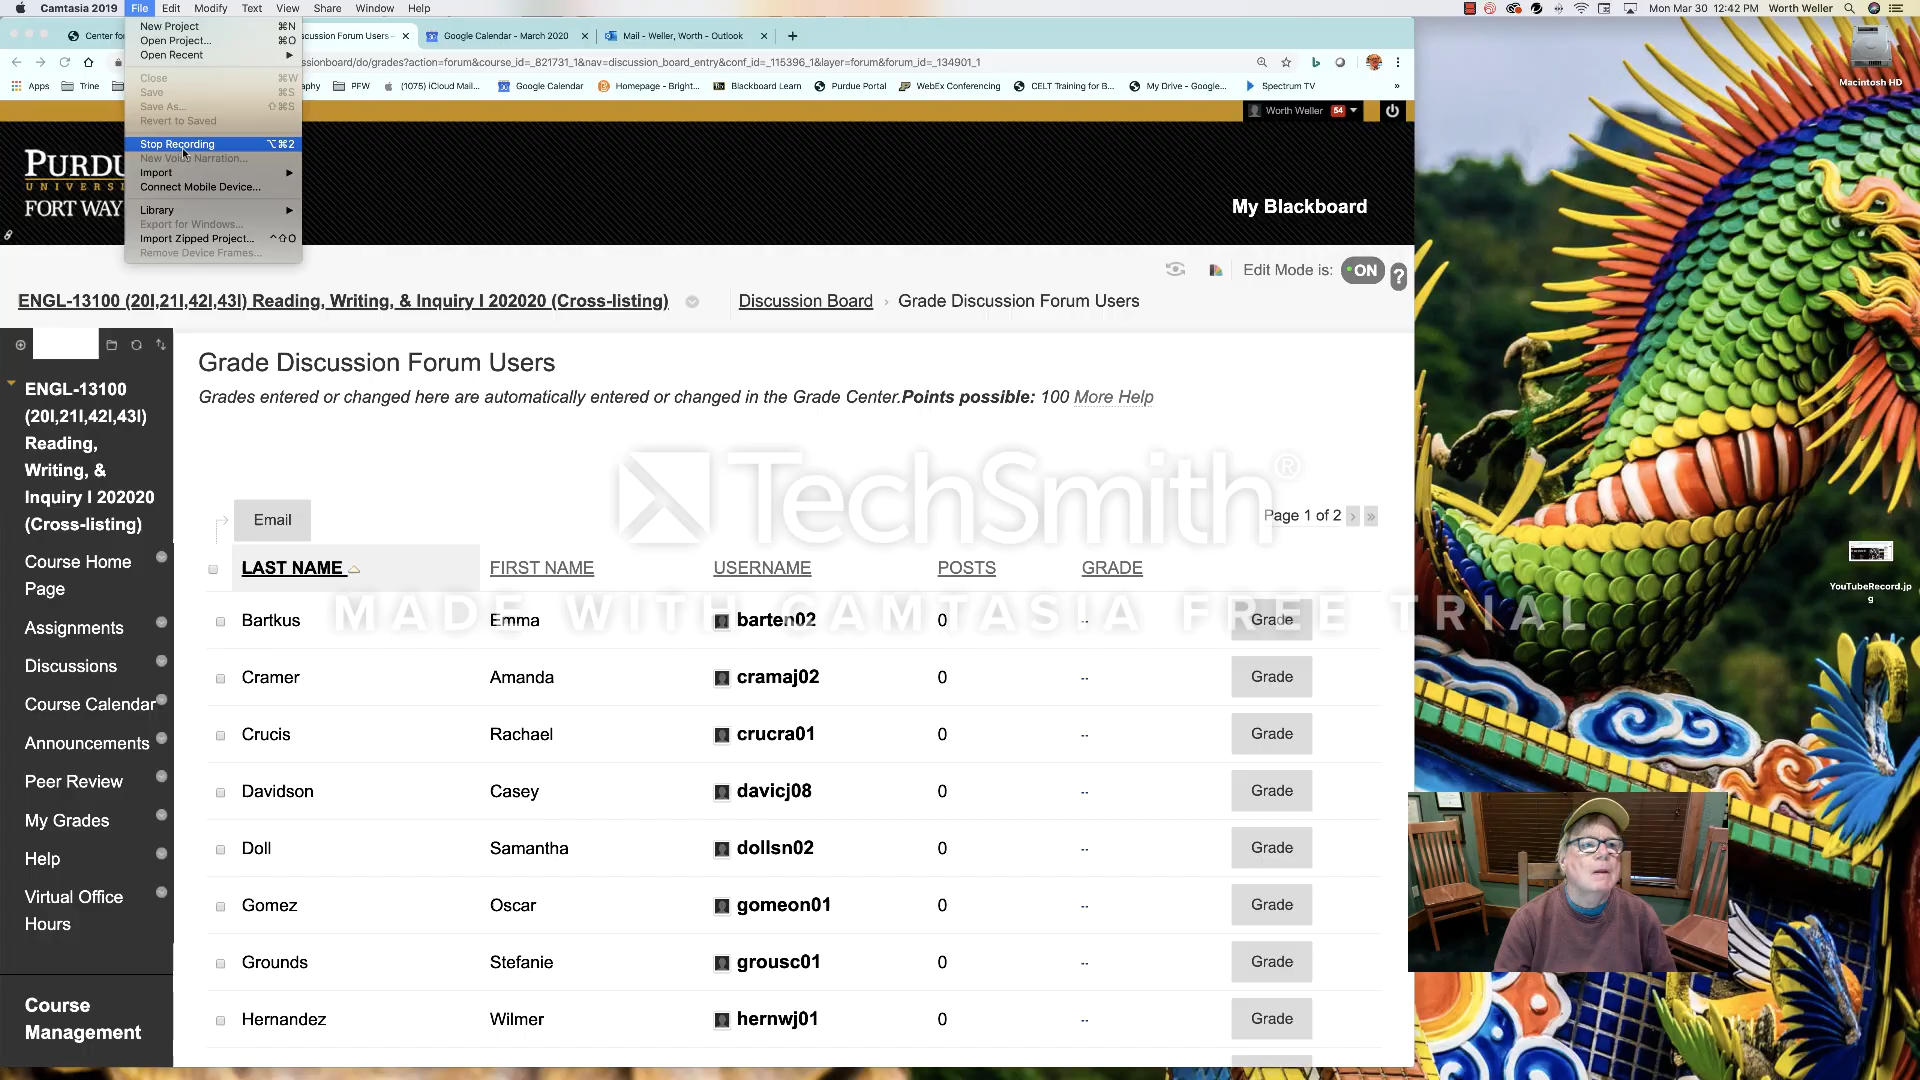 Camtasia 2019 File Edit Modify Text View Share Window Help Mon Mar 30 12:42 PM Worth Weller
New Project ⌘N
Open Project... ⌘O
Open Recent
Close ⌘W
Save ⌘S
Save As... ⇧⌘S
Revert to Saved
Stop Recording ⌥⌘2
New Voice Narration...
Import
Connect Mobile Device...
Library
Export for Windows...
Import Zipped Project... ^⇧O
Remove Device Frames...
Center for
cussion Forum Users –
Google Calendar - March 2020
Mail - Weller, Worth - Outlook
sionboard/do/grades?action=forum&course_id=_821731_1&nav=discussion_board_entry&conf_id=_115396_1&layer=forum&forum_id=_134901_1
Apps Trine aphy PFW (1075) iCloud Mail... Google Calendar Homepage - Bright... Blackboard Learn Purdue Portal WebEx Conferencing CELT Training for B... My Drive - Google... Spectrum TV »
Worth Weller 54
PURDU
UNIVERS
FORT WAY
My Blackboard
Edit Mode is: ON ?
ENGL-13100 (20I,21I,42I,43I) Reading, Writing, & Inquiry I 202020 (Cross-listing)
Discussion Board
Grade Discussion Forum Users
ENGL-13100
(20I,21I,42I,43I)
Reading,
Writing, &
Inquiry I 202020
(Cross-listing)
Course Home
Page
Assignments
Discussions
Course Calendar
Announcements
Peer Review
My Grades
Help
Virtual Office
Hours
Course
Management
Grade Discussion Forum Users
Grades entered or changed here are automatically entered or changed in the Grade Center.Points possible: 100 More Help
TechSmith®
MADE WITH CAMTASIA FREE TRIAL
Email
Page 1 of 2
LAST NAME FIRST NAME USERNAME POSTS GRADE
Bartkus Emma barten02 0 -- Grade
Cramer Amanda cramaj02 0 -- Grade
Crucis Rachael crucra01 0 -- Grade
Davidson Casey davicj08 0 -- Grade
Doll Samantha dollsn02 0 -- Grade
Gomez Oscar gomeon01 0 -- Grade
Grounds Stefanie grousc01 0 -- Grade
Hernandez Wilmer hernwj01 0 -- Grade
Macintosh HD
YouTubeRecord.jp
g